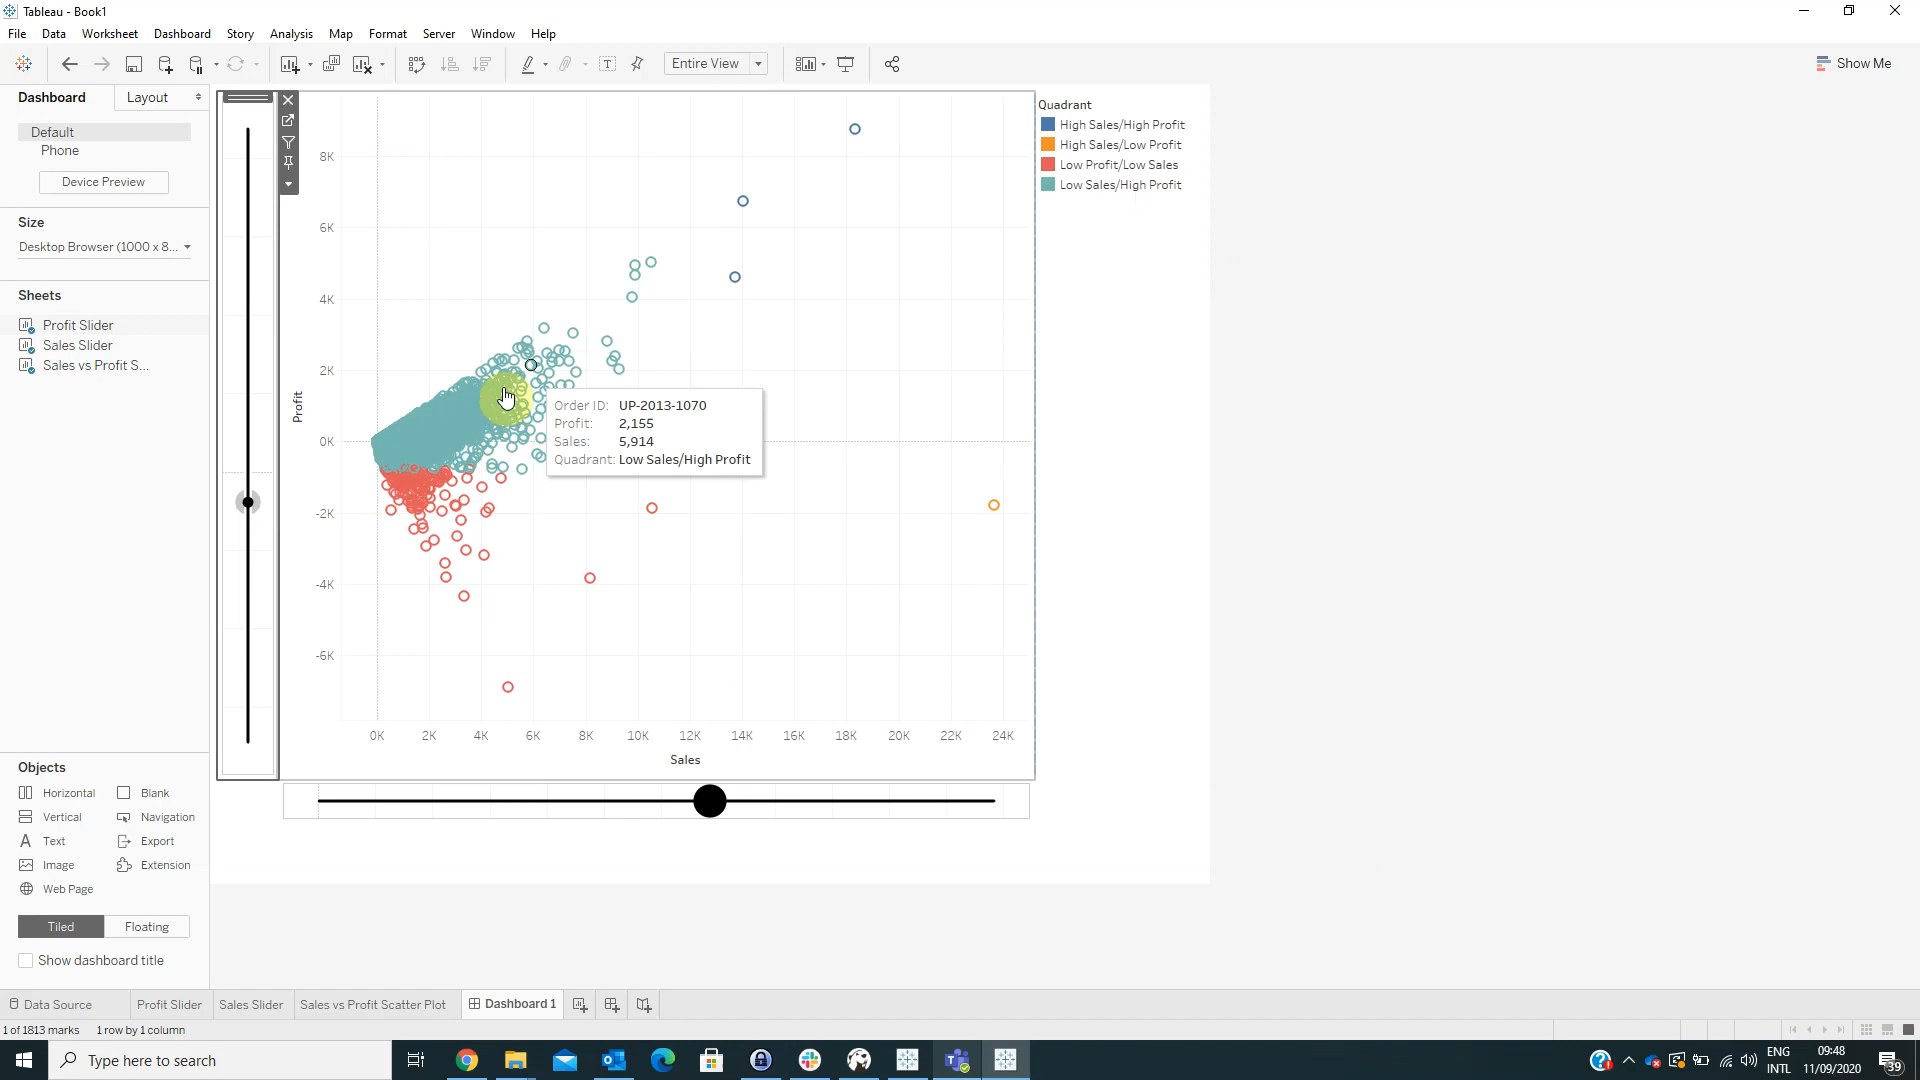 Tableau - Book1
File Data Worksheet Dashboard Story Analysis Map Format Server Window Help
Entire View
Show Me
Dashboard Layout
Default
Phone
Device Preview
Size
Desktop Browser (1000 x 8...
Sheets
Profit Slider
Sales Slider
Sales vs Profit S...
Objects
Horizontal Blank
Vertical Navigation
A Text Export
Image Extension
Web Page
Tiled Floating
Show dashboard title
8K
6K
4K
2K
0K
-2K
-4K
-6K
Profit
0K 2K 4K 6K 8K 10K 12K 14K 16K 18K 20K 22K 24K
Sales
Order ID: UP-2013-1070
Profit: 2,155
Sales: 5,914
Quadrant: Low Sales/High Profit
Quadrant
High Sales/High Profit
High Sales/Low Profit
Low Profit/Low Sales
Low Sales/High Profit
Data Source Profit Slider Sales Slider Sales vs Profit Scatter Plot Dashboard 1
1 of 1813 marks 1 row by 1 column
Type here to search
ENG
INTL
09:48
11/09/2020
39